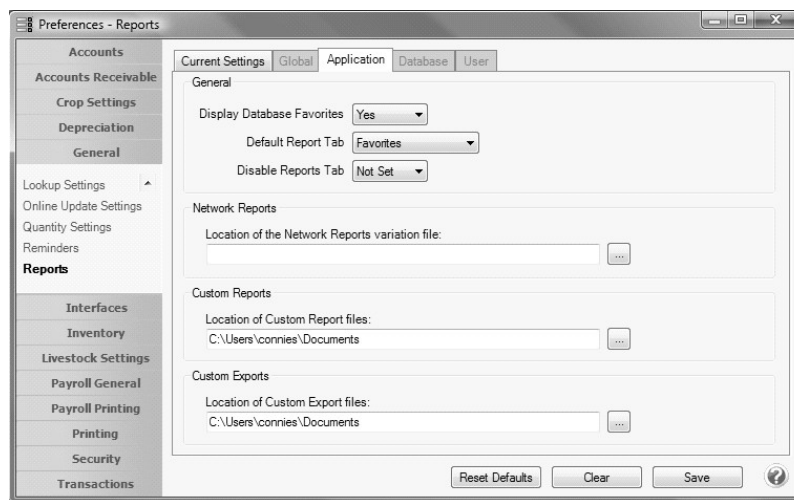 Preferences - Reports
Accounts
Accounts Receivable
Crop Settings
Depreciation
General
Lookup Settings
Online Update Settings
Quantity Settings
Reminders
Reports
Interfaces
Inventory
Livestock Settings
Payroll General
Payroll Printing
Printing
Security
Transactions
Current Settings Global Application Database User
General
Display Database Favorites Yes
Default Report Tab Favorites
Disable Reports Tab Not Set
Network Reports
Location of the Network Reports variation file:
...
Custom Reports
Location of Custom Report files:
C:\Users\connies\Documents ...
Custom Exports
Location of Custom Export files:
C:\Users\connies\Documents ...
Reset Defaults Clear Save ?